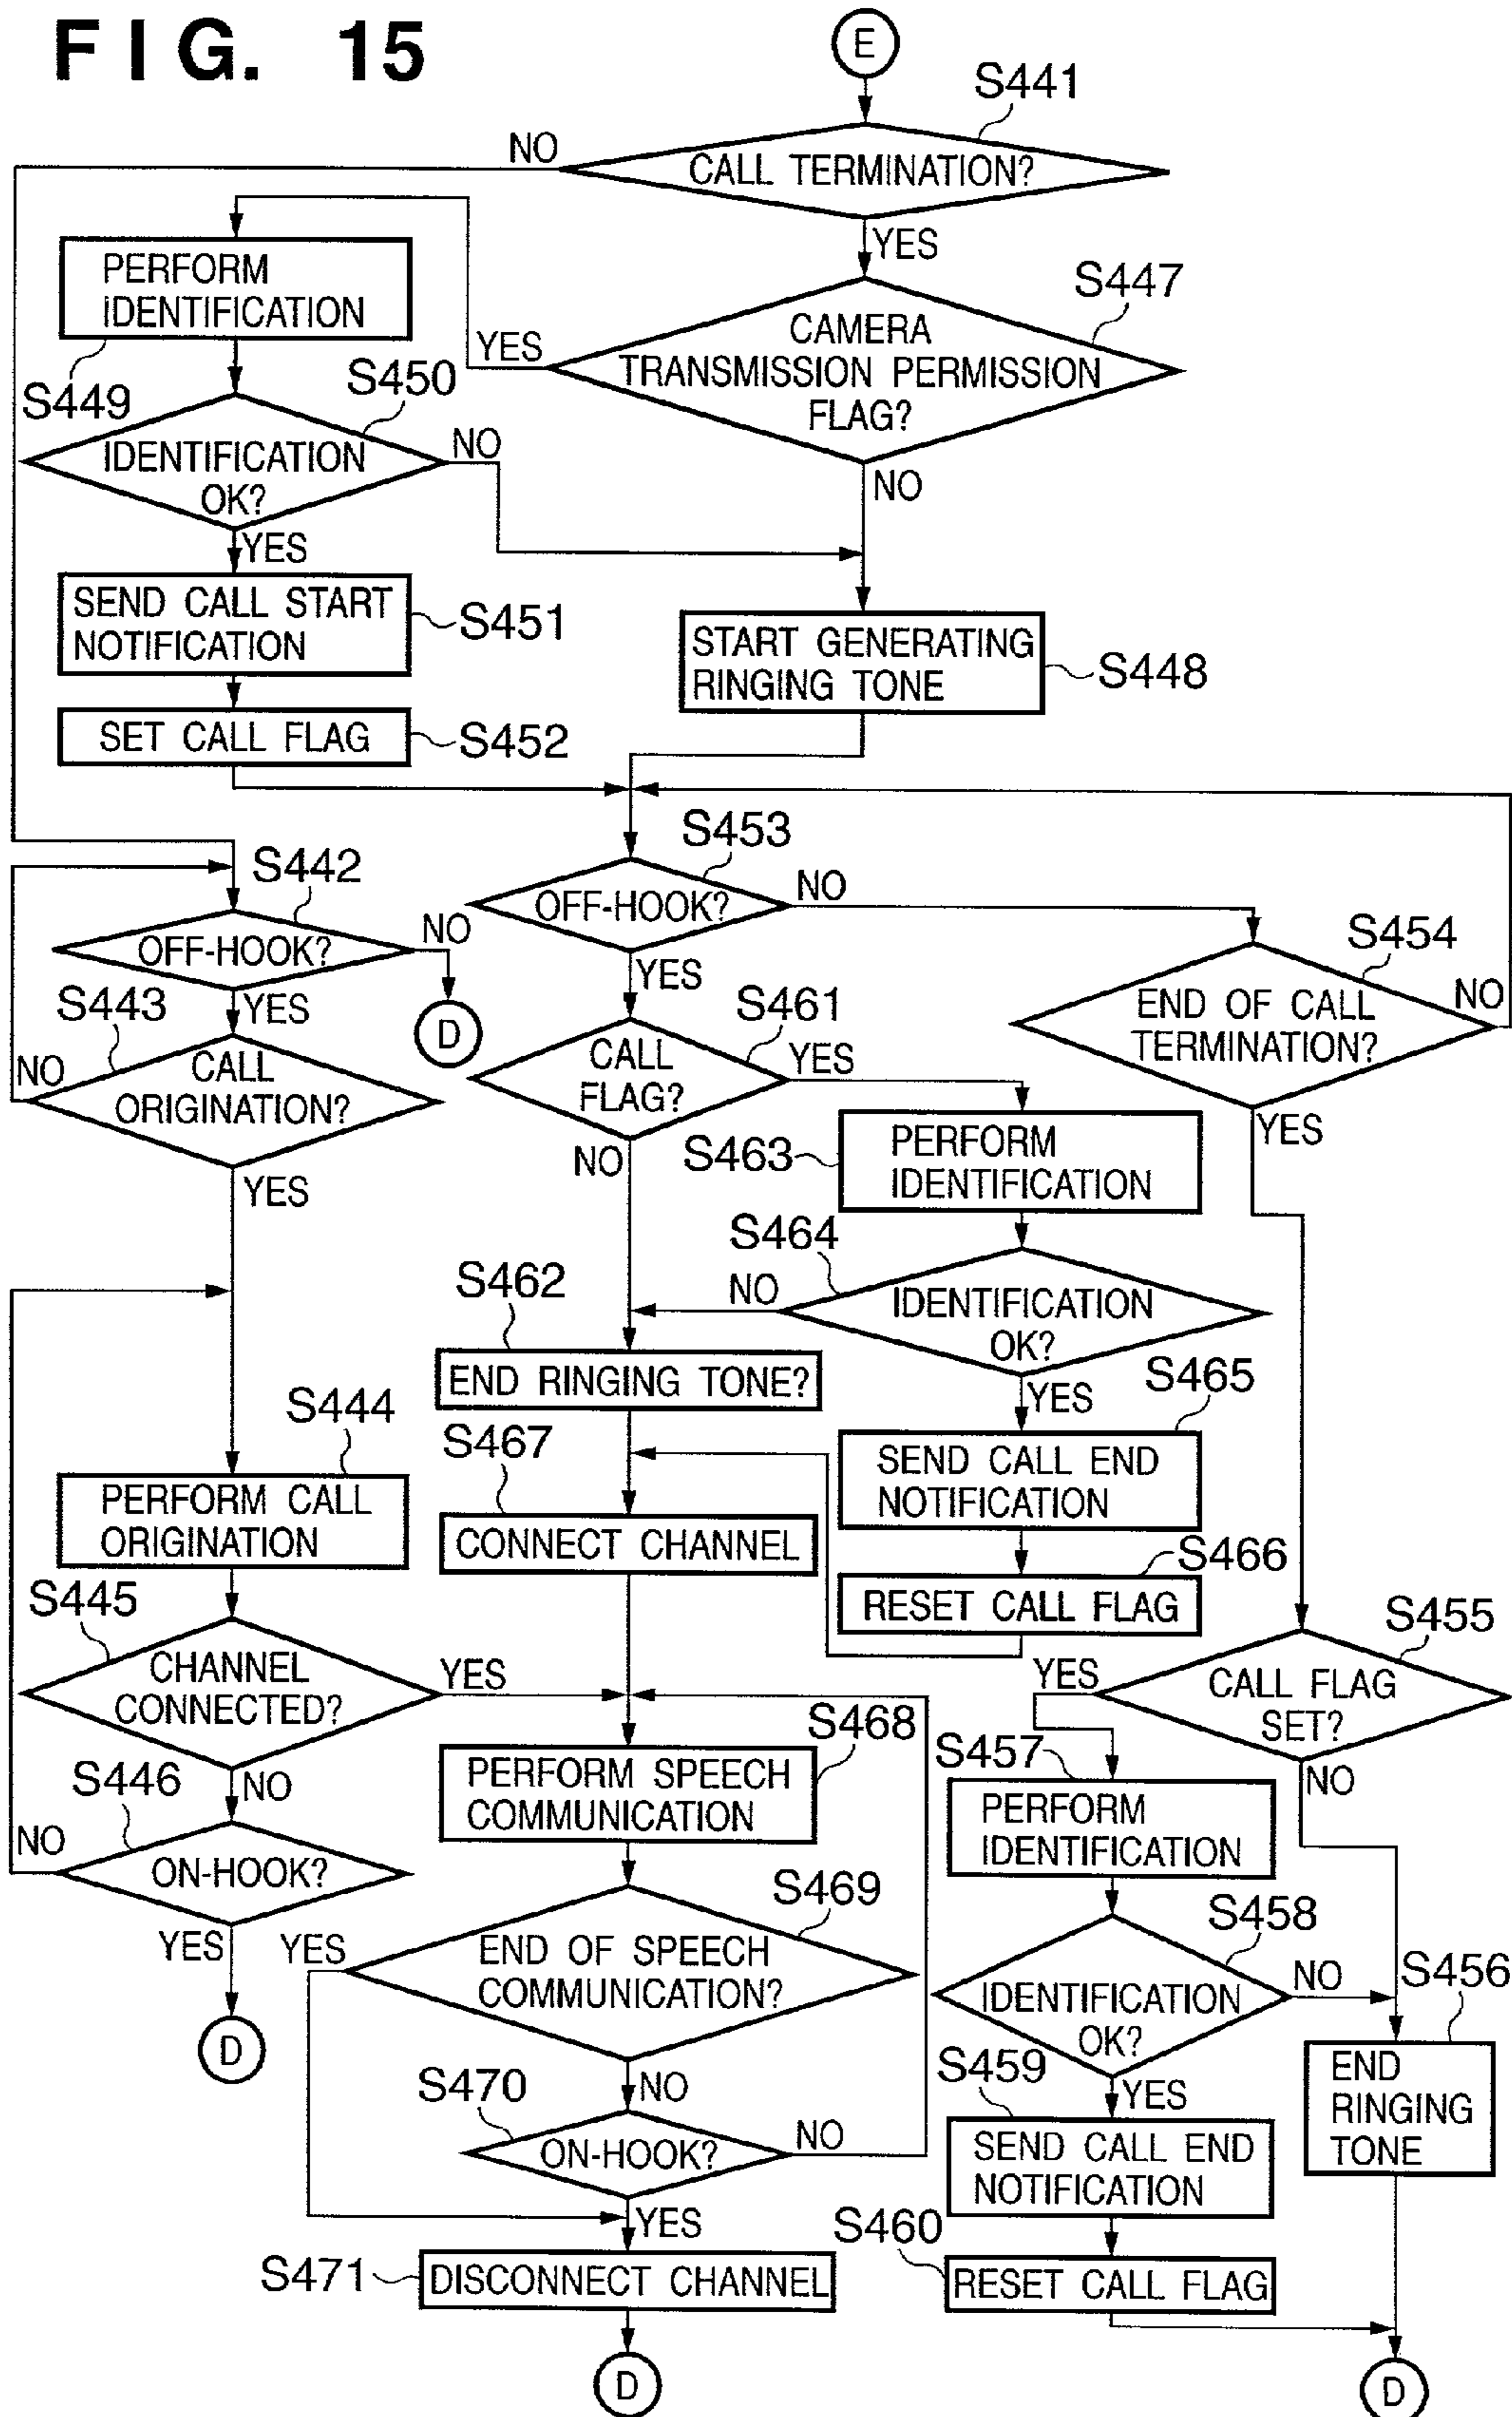 FIG. 15
E
S441
NO
CALL TERMINATION?
YES
S447
PERFORM
IDENTIFICATION
YES
CAMERA
TRANSMISSION PERMISSION
FLAG?
S449
S450
IDENTIFICATION
OK?
NO
NO
YES
SEND CALL START
NOTIFICATION
S451
START GENERATING
RINGING TONE
S448
SET CALL FLAG
S452
S453
S442
OFF-HOOK?
NO
OFF-HOOK?
NO
S454
YES
S443
YES
D
S461
END OF CALL
TERMINATION?
NO
CALL
ORIGINATION?
NO
CALL
FLAG?
YES
YES
NO
S463
PERFORM
IDENTIFICATION
YES
S464
S462
NO
IDENTIFICATION
OK?
END RINGING TONE?
YES
S465
S444
S467
SEND CALL END
NOTIFICATION
PERFORM CALL
ORIGINATION
CONNECT CHANNEL
S466
RESET CALL FLAG
S445
S455
CHANNEL
CONNECTED?
YES
YES
CALL FLAG
SET?
S468
S457
S446
NO
PERFORM SPEECH
COMMUNICATION
NO
PERFORM
IDENTIFICATION
NO
ON-HOOK?
S469
S458
YES
YES
END OF SPEECH
COMMUNICATION?
NO
S456
IDENTIFICATION
OK?
D
S459
END
RINGING
TONE
S470
NO
YES
ON-HOOK?
NO
SEND CALL END
NOTIFICATION
YES
S460
S471
DISCONNECT CHANNEL
RESET CALL FLAG
D
D